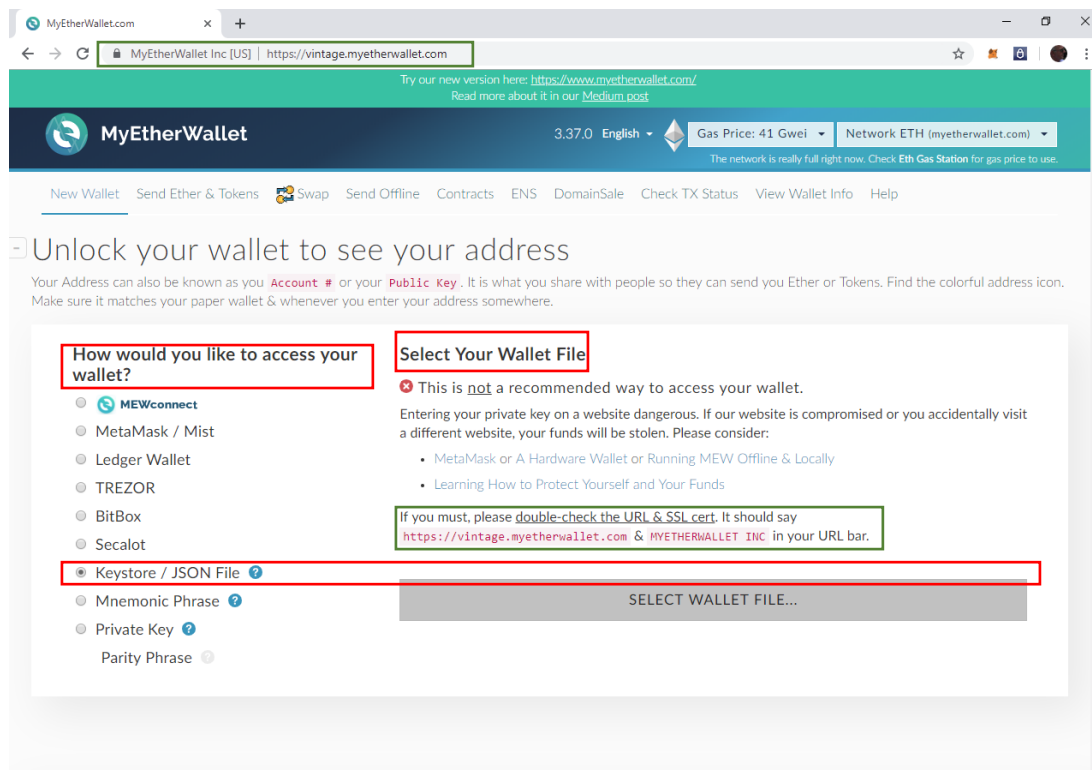 MyEtherWallet.com
MyEtherWallet Inc [US] | https://vintage.myetherwallet.com
Try our new version here: https://www.myetherwallet.com/
Read more about it in our Medium post
MyEtherWallet
3.37.0 English
Gas Price: 41 Gwei
Network ETH (myetherwallet.com)
The network is really full right now. Check Eth Gas Station for gas price to use.
New Wallet Send Ether & Tokens Swap Send Offline Contracts ENS DomainSale Check TX Status View Wallet Info Help
Unlock your wallet to see your address
Your Address can also be known as you Account # or your Public Key. It is what you share with people so they can send you Ether or Tokens. Find the colorful address icon.
Make sure it matches your paper wallet & whenever you enter your address somewhere.
How would you like to access your
wallet?
MEWconnect
MetaMask / Mist
Ledger Wallet
TREZOR
BitBox
Secalot
Keystore / JSON File ?
Mnemonic Phrase ?
Private Key ?
Parity Phrase ?
Select Your Wallet File
This is not a recommended way to access your wallet.
Entering your private key on a website dangerous. If our website is compromised or you accidentally visit
a different website, your funds will be stolen. Please consider:
• MetaMask or A Hardware Wallet or Running MEW Offline & Locally
• Learning How to Protect Yourself and Your Funds
If you must, please double-check the URL & SSL cert. It should say
https://vintage.myetherwallet.com & MYETHERWALLET INC in your URL bar.
SELECT WALLET FILE...